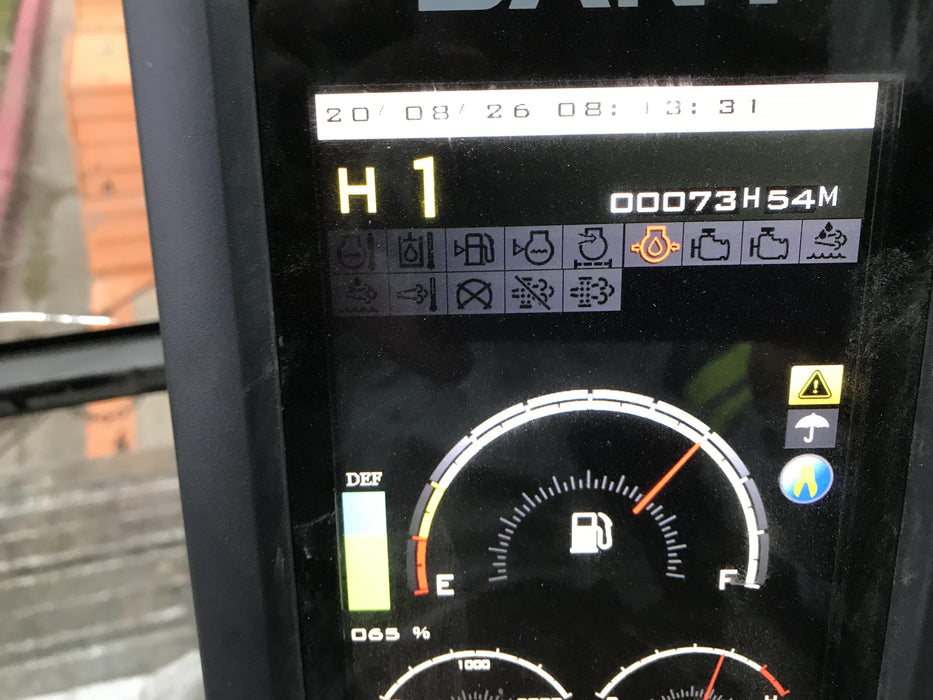 20/08/26 08:13:31
H 1
00073H54M
DEF
E
F
065 %
1000